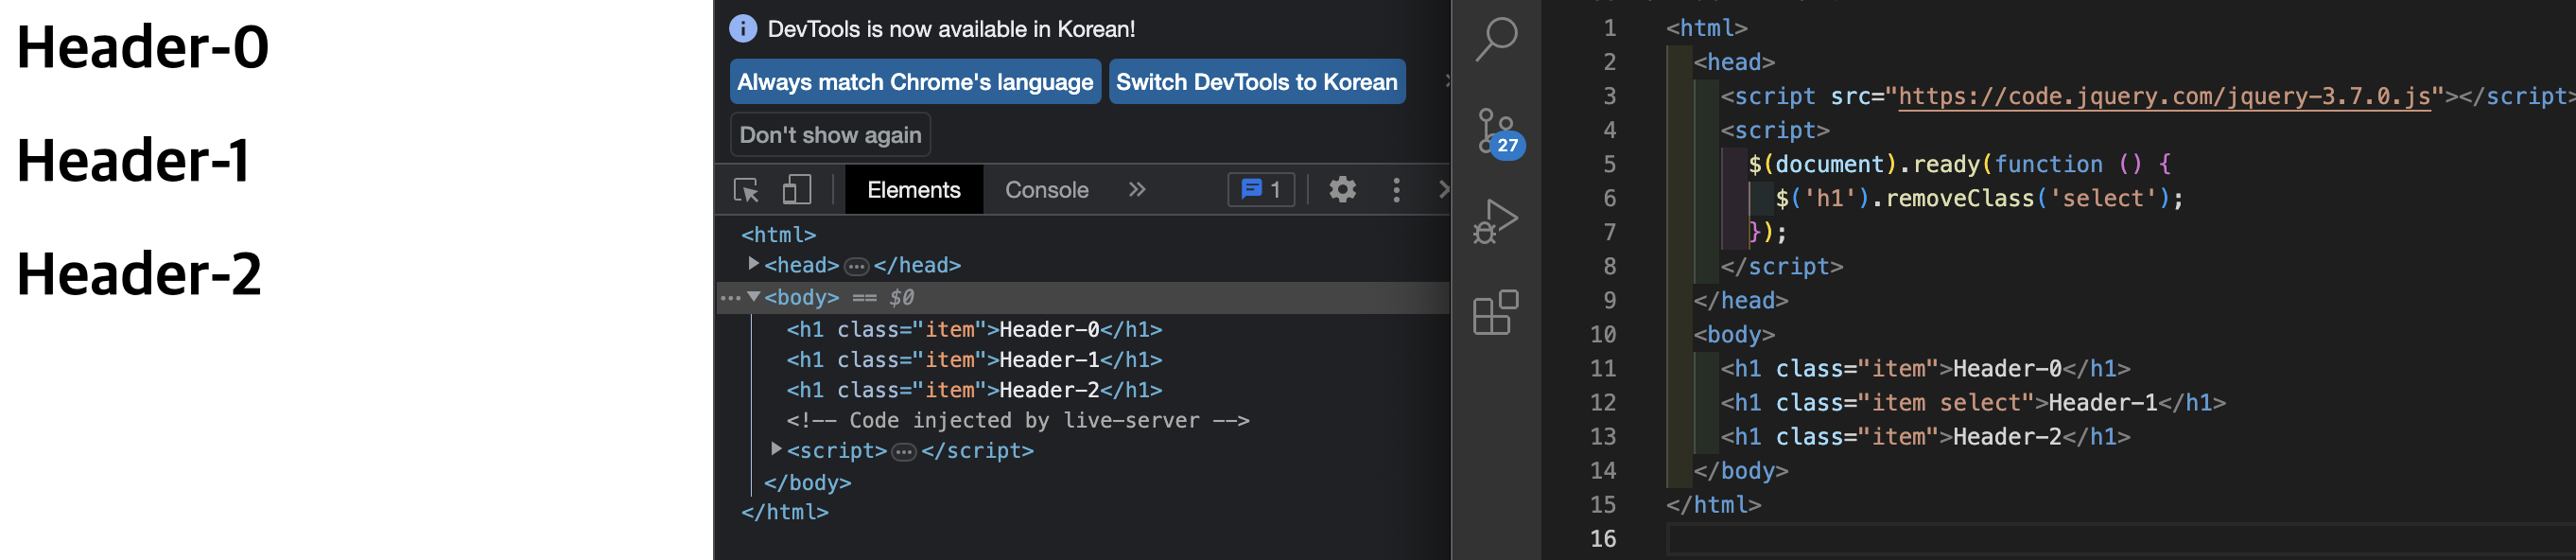 Header-0
Header-1
Header-2
DevTools is now available in Korean!
Always match Chrome's language
Switch DevTools to Korean
Don't show again
Elements
Console
1
<html>
<head> ... </head>
... <body> == $0
<h1 class="item">Header-0</h1>
<h1 class="item">Header-1</h1>
<h1 class="item">Header-2</h1>
<!-- Code injected by live-server -->
<script> ... </script>
</body>
</html>
27
1 <html>
2 <head>
3 <script src="https://code.jquery.com/jquery-3.7.0.js"></script>
4 <script>
5 $(document).ready(function () {
6 $('h1').removeClass('select');
7 });
8 </script>
9 </head>
10 <body>
11 <h1 class="item">Header-0</h1>
12 <h1 class="item select">Header-1</h1>
13 <h1 class="item">Header-2</h1>
14 </body>
15 </html>
16